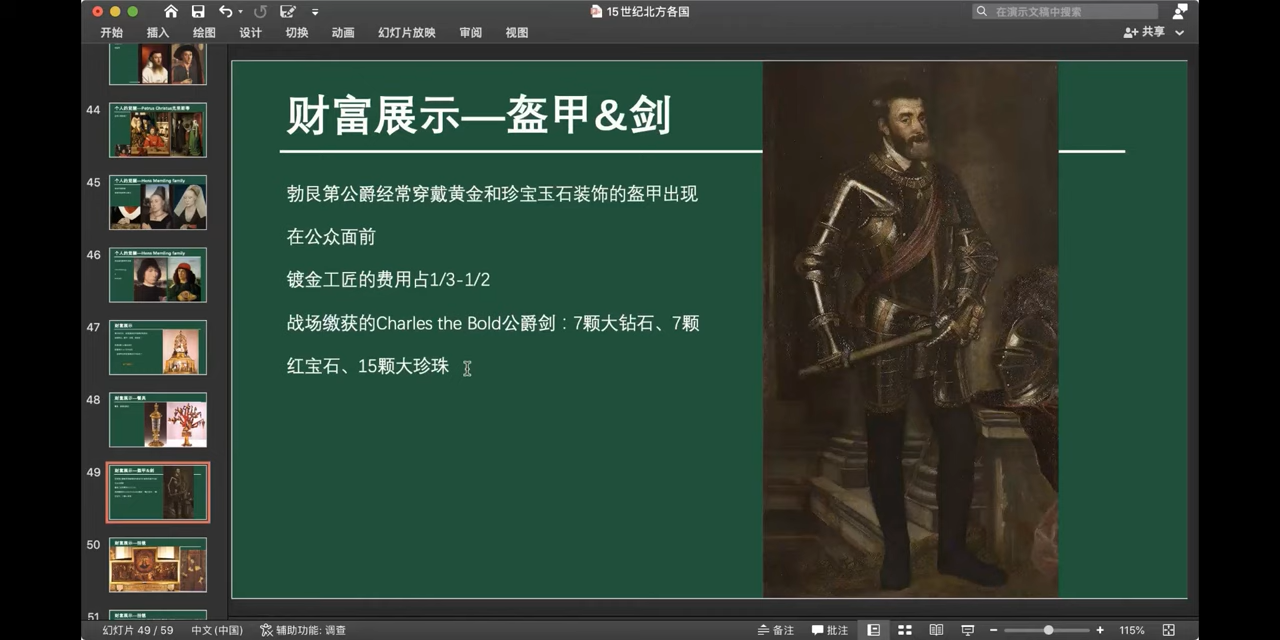 15世纪北方各国
在演示文稿中搜索
开始 插入 绘图 设计 切换 动画 幻灯片放映 审阅 视图
共享
44
45
46
47
48
49
50
51
财富展示—盔甲&剑
勃艮第公爵经常穿戴黄金和珍宝玉石装饰的盔甲出现
在公众面前
镀金工匠的费用占1/3-1/2
战场缴获的Charles the Bold公爵剑：7颗大钻石、7颗
红宝石、15颗大珍珠
幻灯片 49 / 59 中文(中国) 辅助功能: 调查
备注 批注 115%